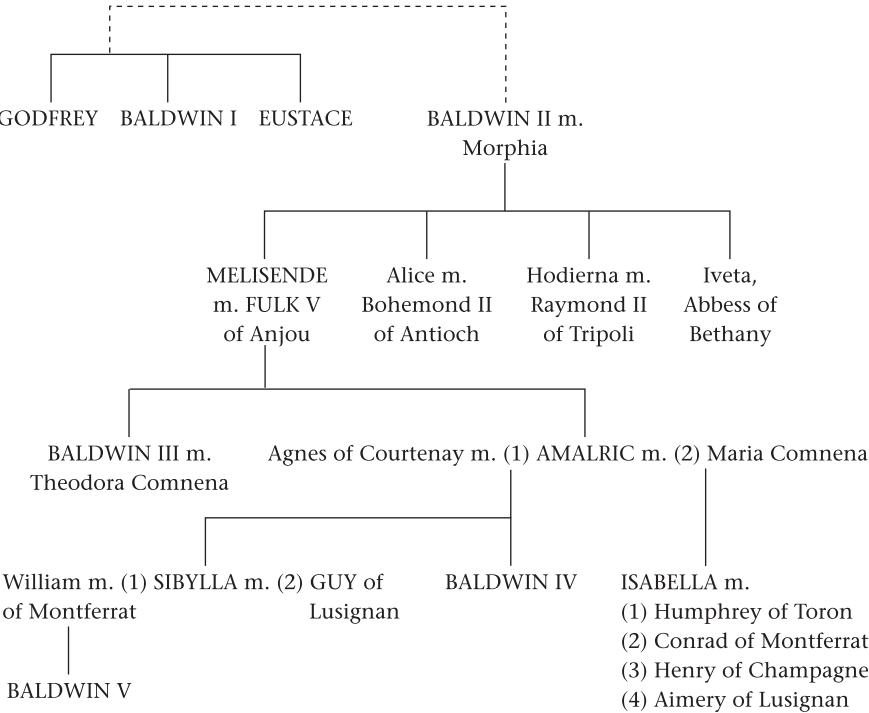 GODFREY BALDWIN I EUSTACE
BALDWIN II m.
Morphia
MELISENDE
m. FULK V
of Anjou
Alice m.
Bohemond II
of Antioch
Hodierna m.
Raymond II
of Tripoli
Iveta,
Abbess of
Bethany
BALDWIN III m.
Theodora Comnena
Agnes of Courtenay m. (1) AMALRIC m. (2) Maria Comnena
William m. (1) SIBYLLA m. (2) GUY of
of Montferrat
Lusignan
BALDWIN IV
ISABELLA m.
(1) Humphrey of Toron
(2) Conrad of Montferrat
(3) Henry of Champagne
(4) Aimery of Lusignan
BALDWIN V